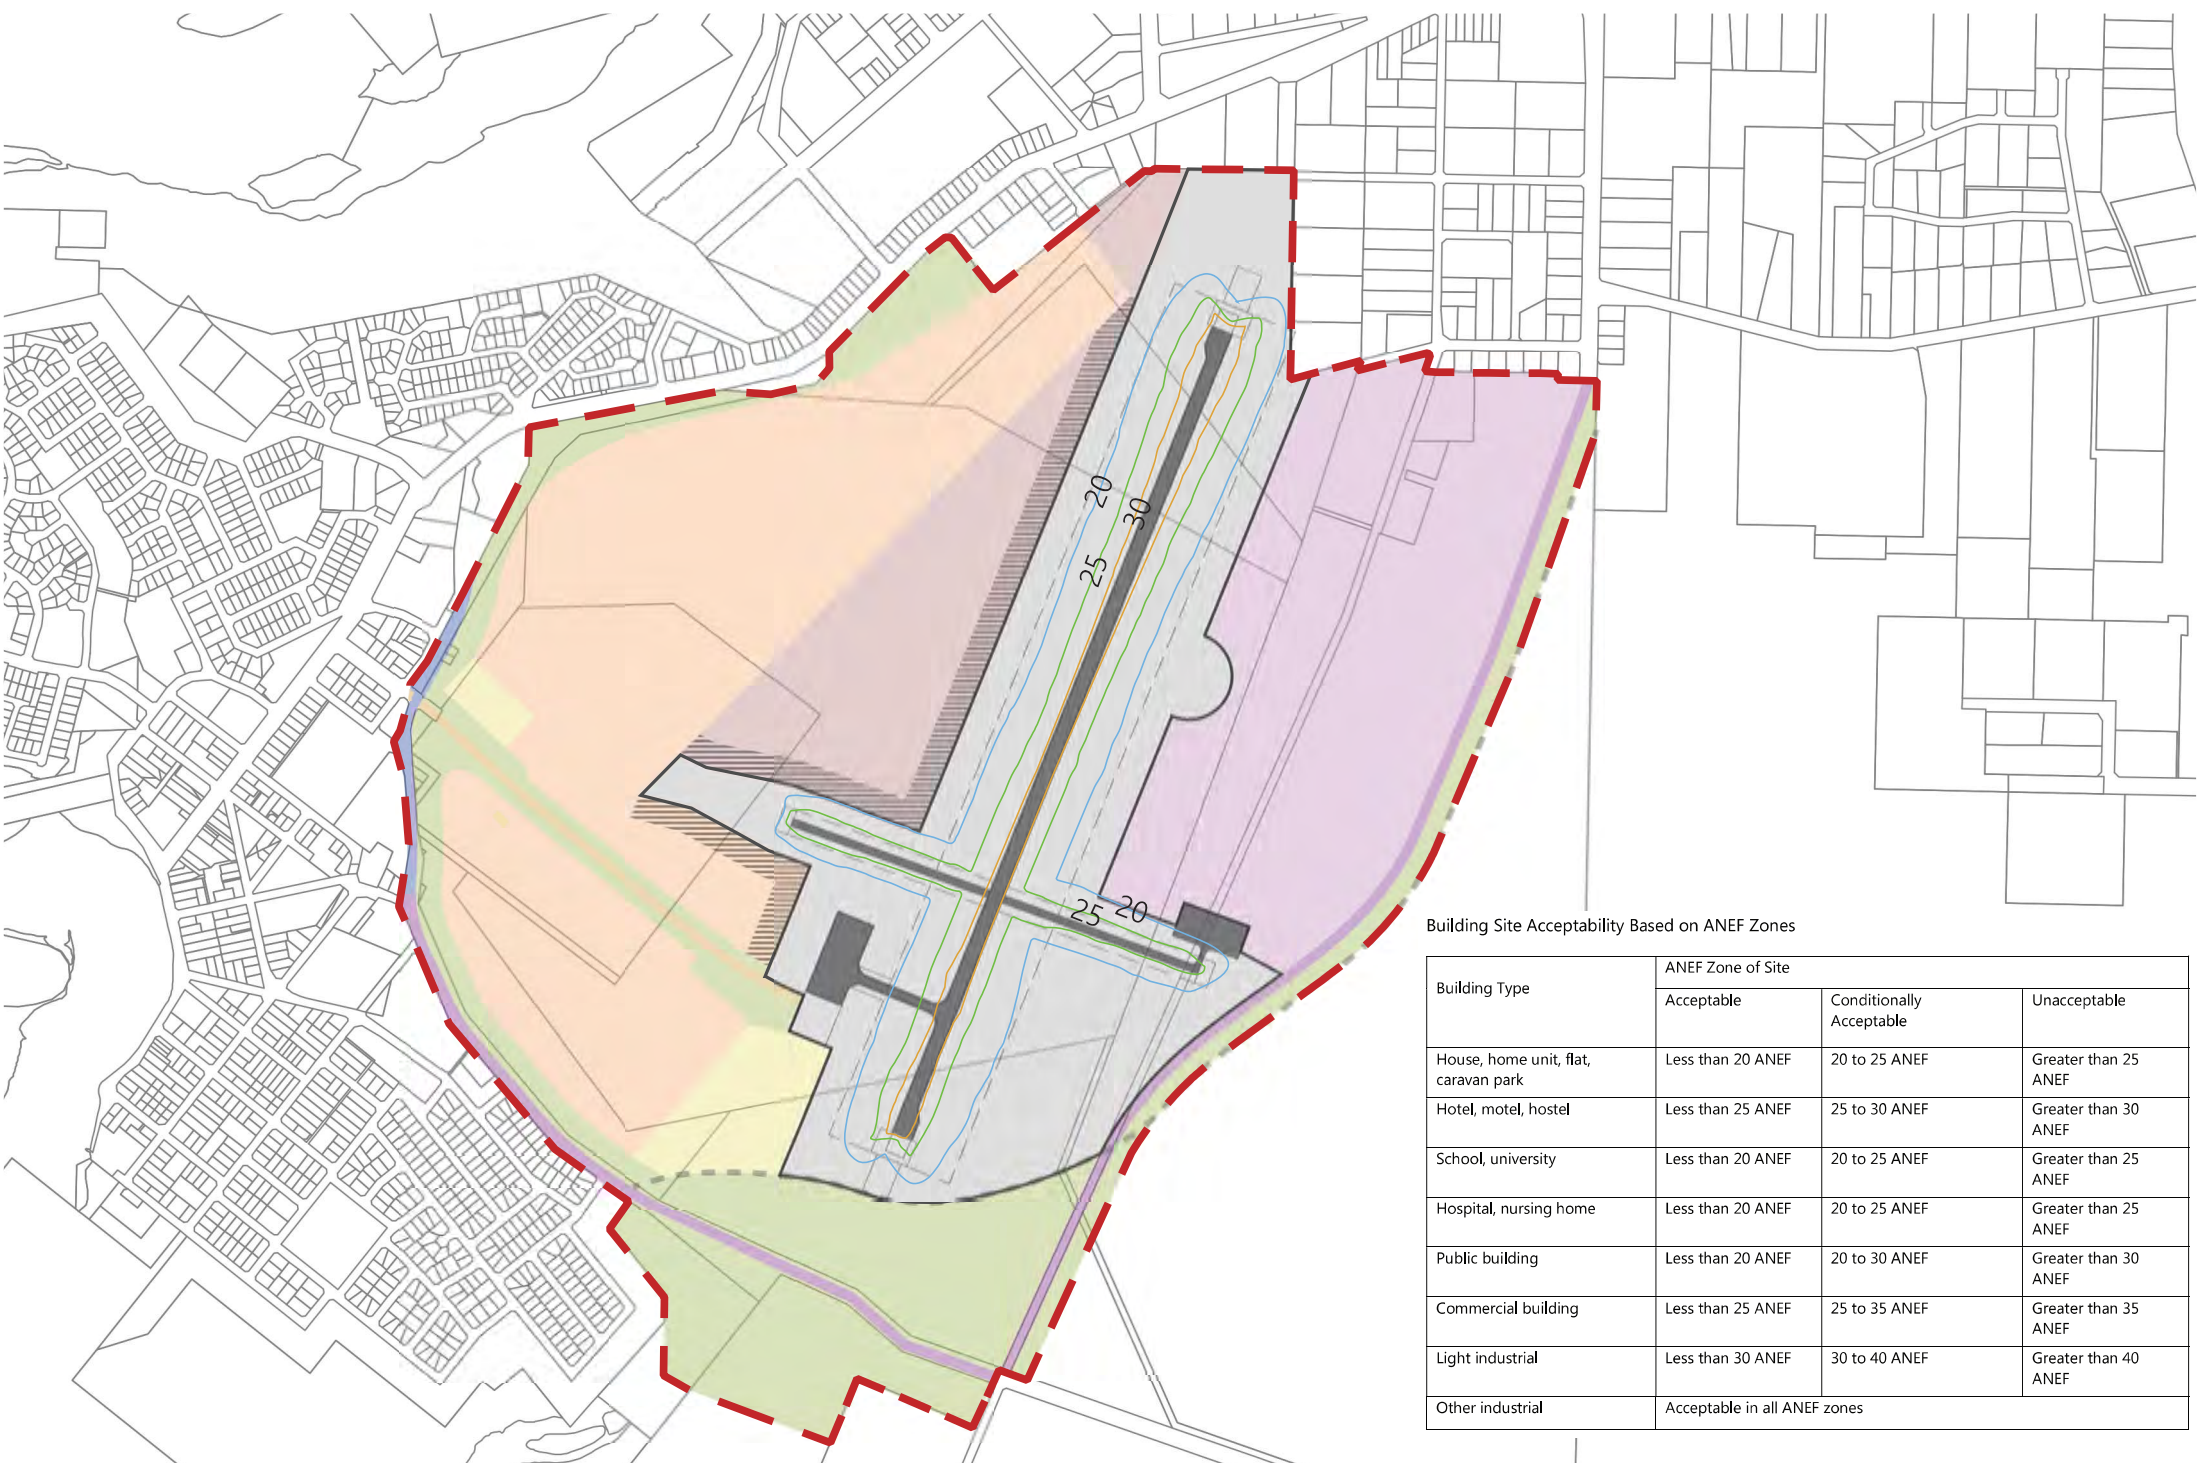 20
30
25
25
20
Building Site Acceptability Based on ANEF Zones
Building Type
ANEF Zone of Site
Acceptable
Conditionally
Acceptable
Unacceptable
House, home unit, flat,
caravan park
Less than 20 ANEF
20 to 25 ANEF
Greater than 25
ANEF
Hotel, motel, hostel
Less than 25 ANEF
25 to 30 ANEF
Greater than 30
ANEF
School, university
Less than 20 ANEF
20 to 25 ANEF
Greater than 25
ANEF
Hospital, nursing home
Less than 20 ANEF
20 to 25 ANEF
Greater than 25
ANEF
Public building
Less than 20 ANEF
20 to 30 ANEF
Greater than 30
ANEF
Commercial building
Less than 25 ANEF
25 to 35 ANEF
Greater than 35
ANEF
Light industrial
Less than 30 ANEF
30 to 40 ANEF
Greater than 40
ANEF
Other industrial
Acceptable in all ANEF zones